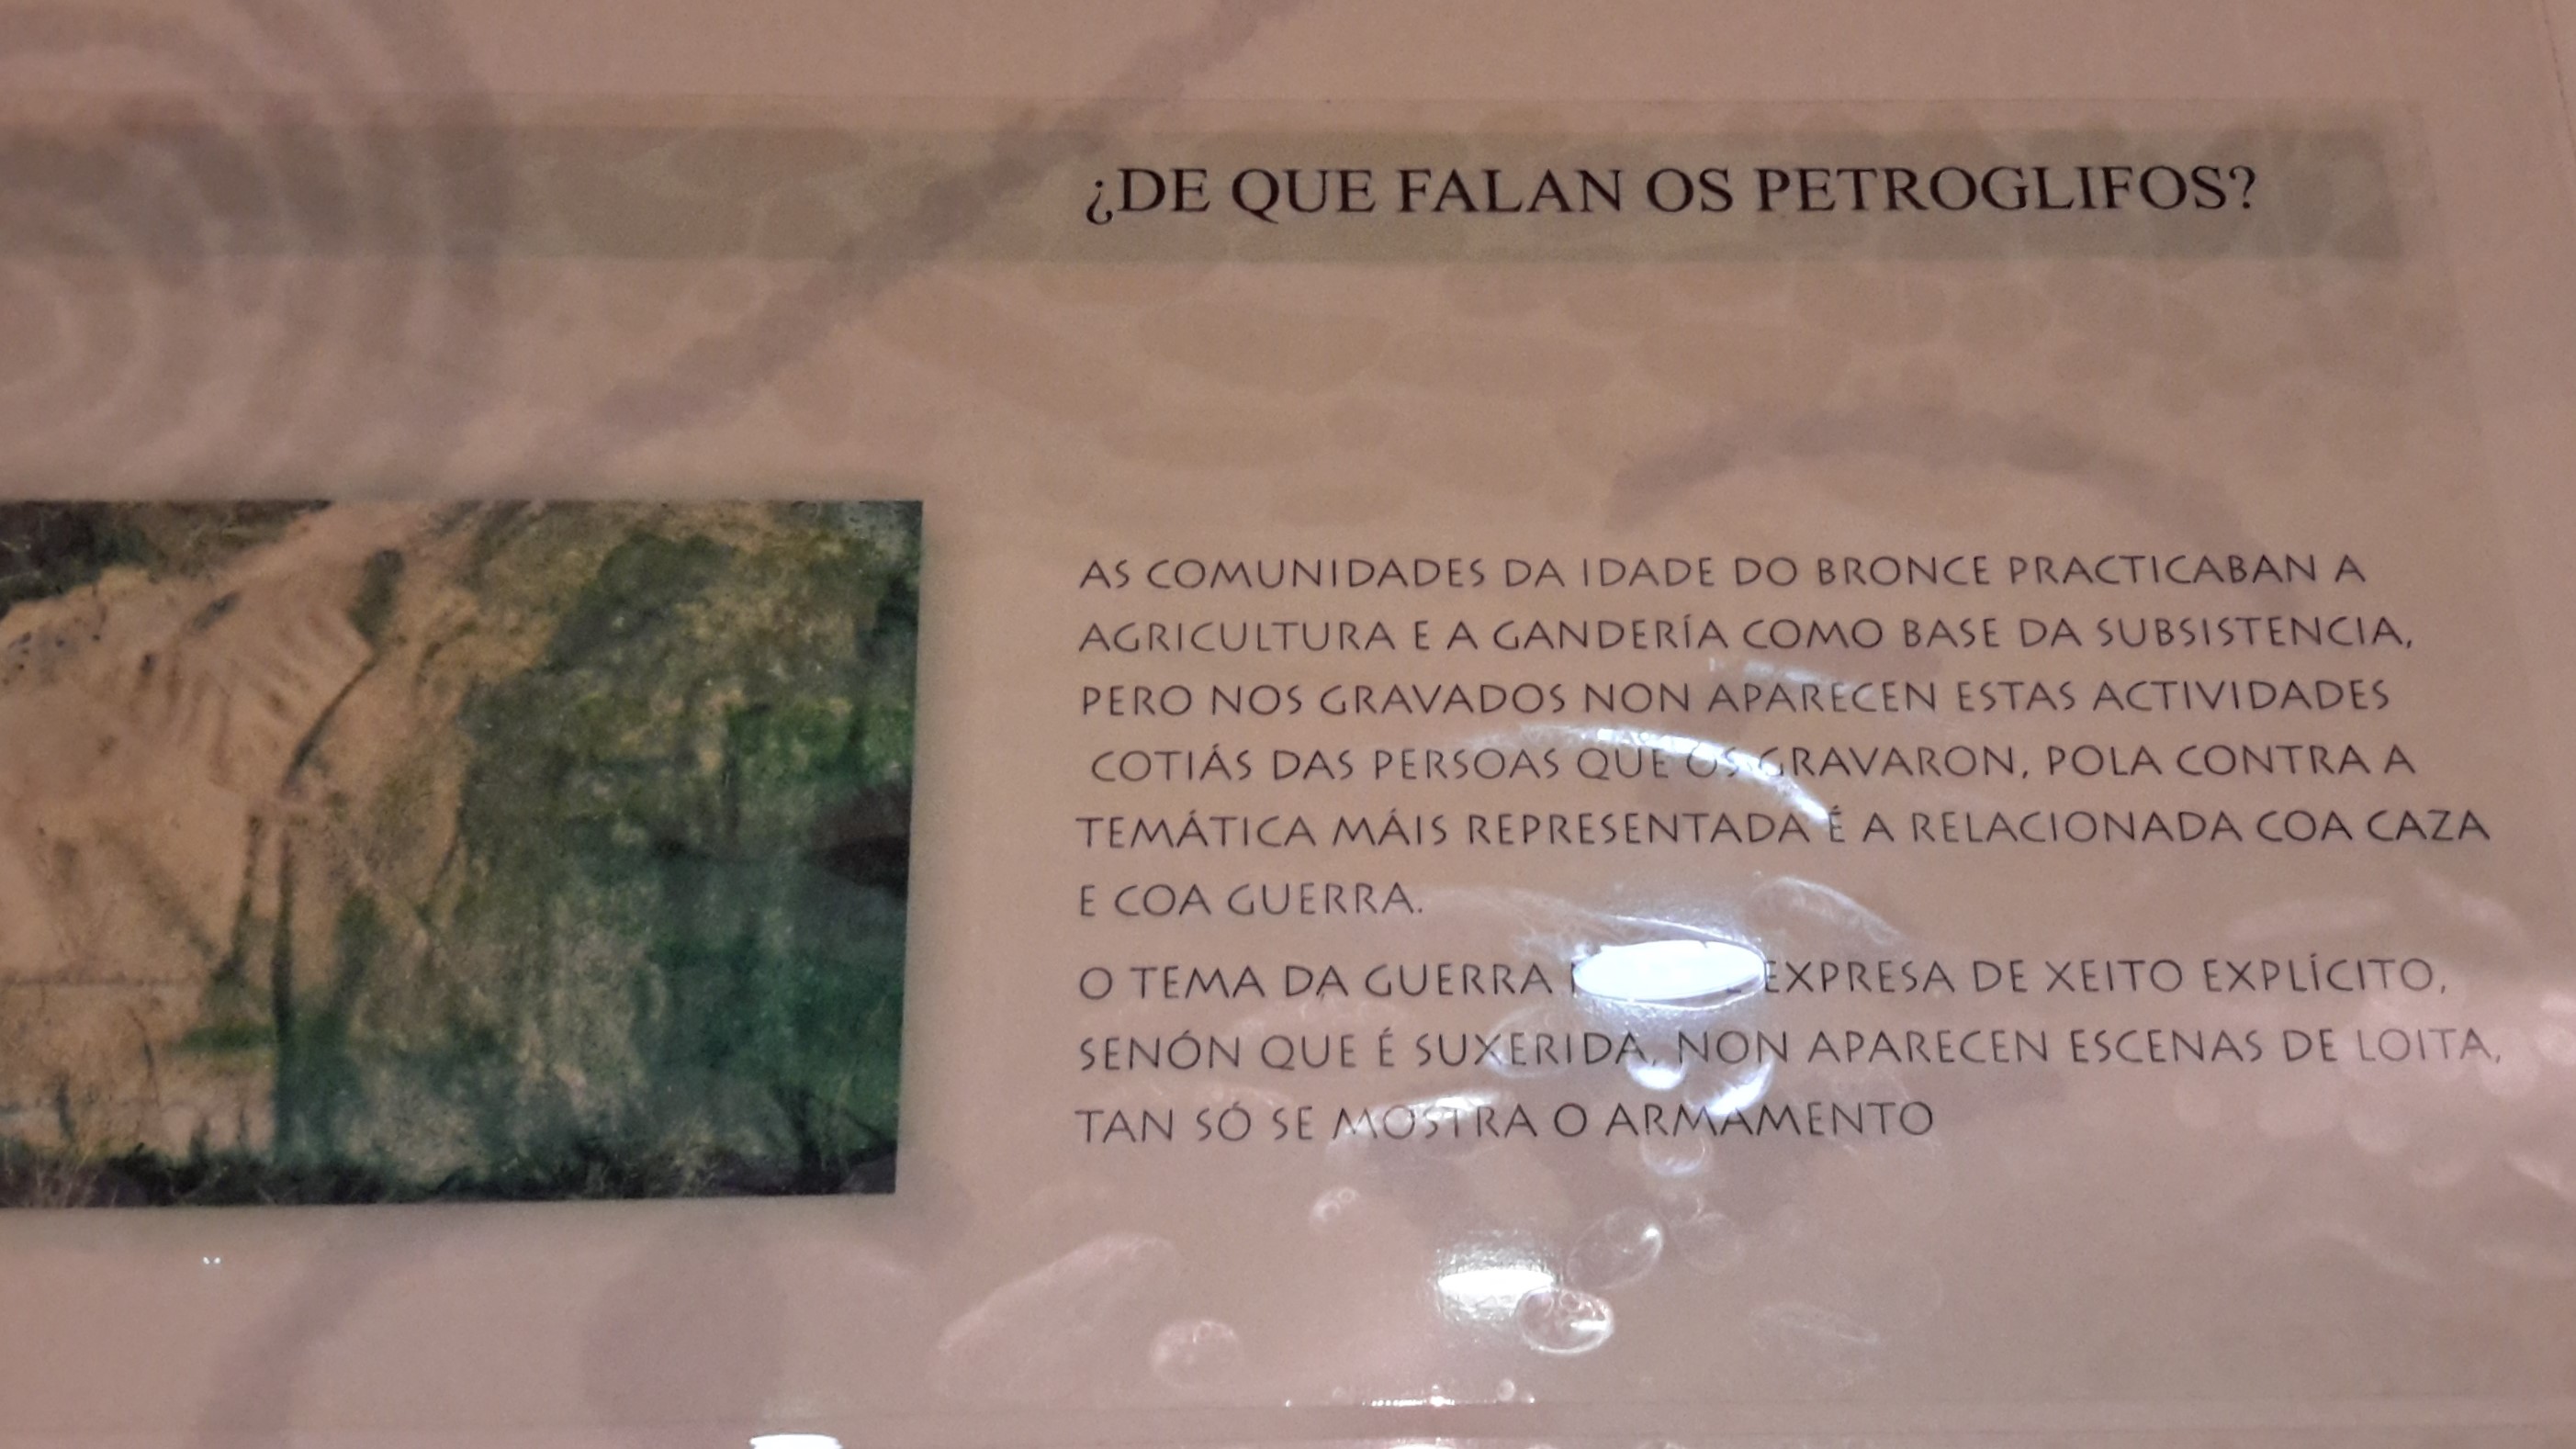 ¿DE QUE FALAN OS PETROGLIFOS?
AS COMUNIDADES DA IDADE DO BRONCE PRACTICABAN A
AGRICULTURA E A GANDERÍA COMO BASE DA SUBSISTENCIA,
PERO NOS GRAVADOS NON APARECEN ESTAS ACTIVIDADES
COTIÁS DAS PERSOAS QUE OS GRAVARON, POLA CONTRA A
TEMÁTICA MÁIS REPRESENTADA É A RELACIONADA COA CAZA
E COA GUERRA.
O TEMA DA GUERRA EXPRESA DE XEITO EXPLÍCITO,
SENÓN QUE É SUXERIDA, NON APARECEN ESCENAS DE LOITA,
TAN SÓ SE MOSTRA O ARMAMENTO